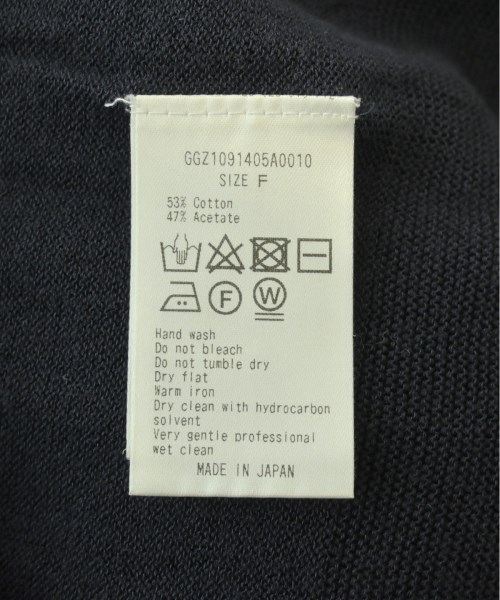 GGZ1091405A0010
SIZE F
53% Cotton
47% Acetate
F
W
Hand wash
Do not bleach
Do not tumble dry
Dry flat
Warm iron
Dry clean with hydrocarbon
solvent
Very gentle professional
wet clean
MADE IN JAPAN